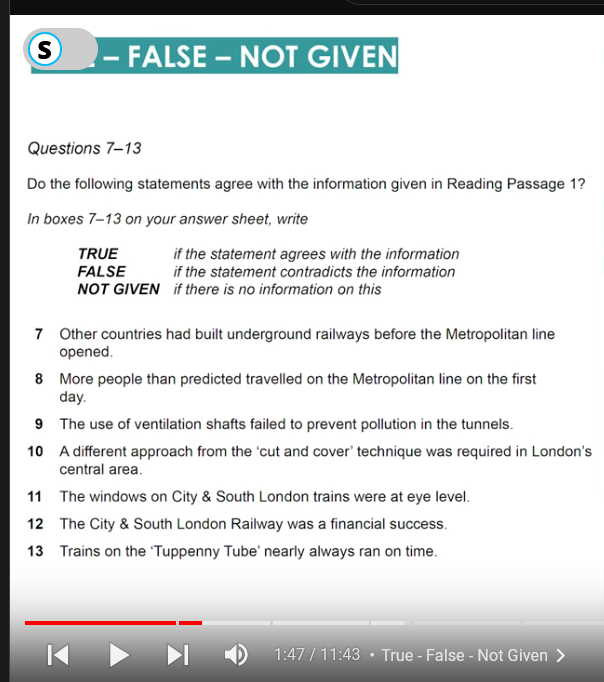 S
– FALSE – NOT GIVEN
Questions 7–13
Do the following statements agree with the information given in Reading Passage 1?
In boxes 7–13 on your answer sheet, write
TRUE if the statement agrees with the information
FALSE if the statement contradicts the information
NOT GIVEN if there is no information on this
7 Other countries had built underground railways before the Metropolitan line
opened.
8 More people than predicted travelled on the Metropolitan line on the first
day.
9 The use of ventilation shafts failed to prevent pollution in the tunnels.
10 A different approach from the ‘cut and cover’ technique was required in London’s
central area.
11 The windows on City & South London trains were at eye level.
12 The City & South London Railway was a financial success.
13 Trains on the ‘Tuppenny Tube’ nearly always ran on time.
1:47 / 11:43 • True - False - Not Given